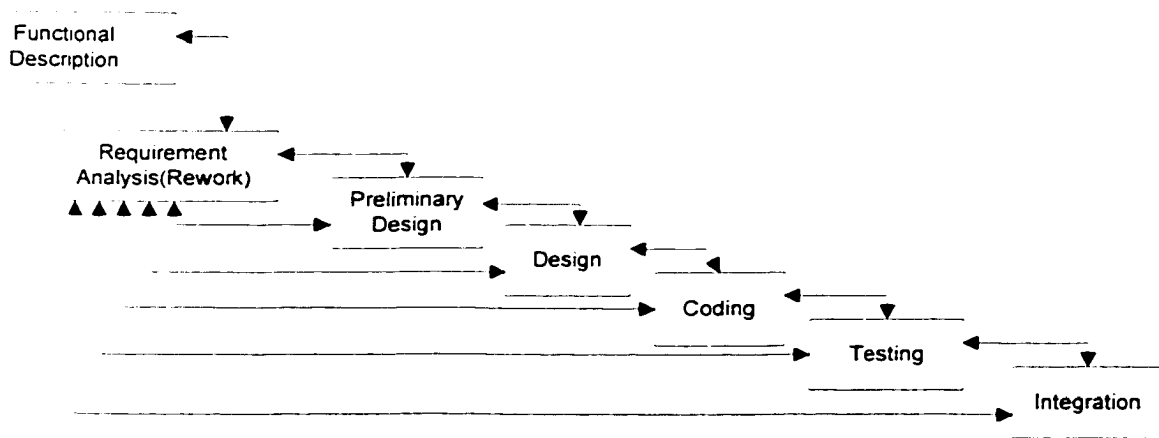 Functional
Description
Requirement
Analysis(Rework)
Preliminary
Design
Design
Coding
Testing
Integration